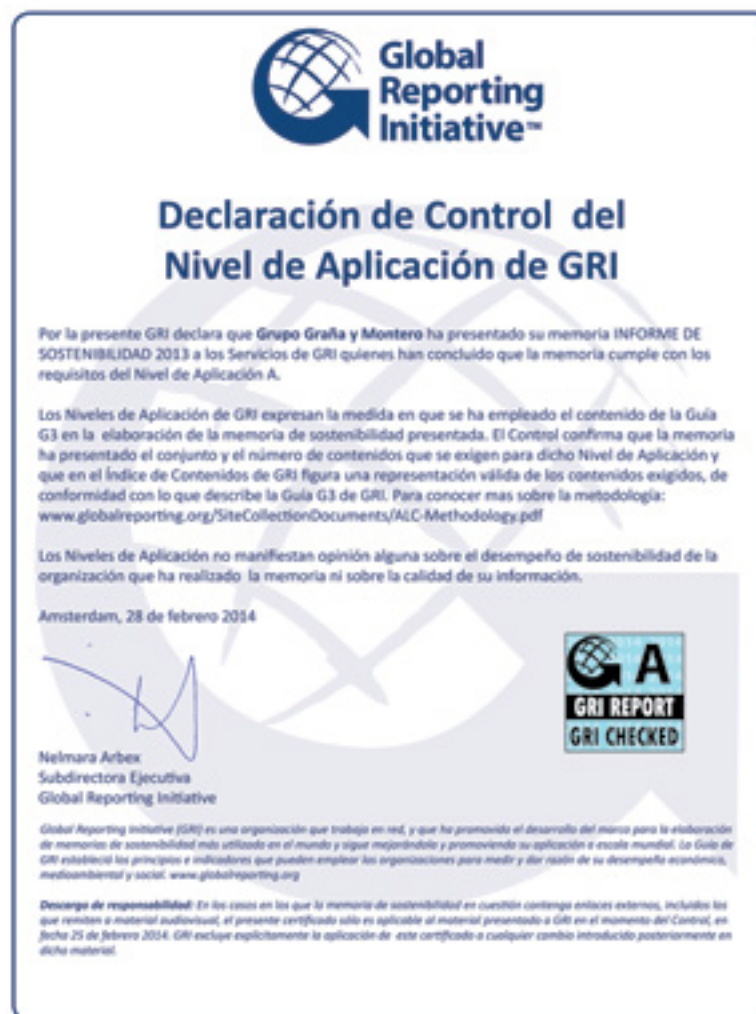 Global
Reporting
Initiative™
Declaración de Control del
Nivel de Aplicación de GRI
Por la presente GRI declara que Grupo Graña y Montero ha presentado su memoria INFORME DE
SOSTENIBILIDAD 2013 a los Servicios de GRI quienes han concluido que la memoria cumple con los
requisitos del Nivel de Aplicación A.
Los Niveles de Aplicación de GRI expresan la medida en que se ha empleado el contenido de la Guía
G3 en la elaboración de la memoria de sostenibilidad presentada. El Control confirma que la memoria
ha presentado el conjunto y el número de contenidos que se exigen para dicho Nivel de Aplicación y
que en el Índice de Contenidos de GRI figura una representación válida de los contenidos exigidos, de
conformidad con lo que describe la Guía G3 de GRI. Para conocer mas sobre la metodología:
www.globalreporting.org/SiteCollectionDocuments/ALC-Methodology.pdf
Los Niveles de Aplicación no manifiestan opinión alguna sobre el desempeño de sostenibilidad de la
organización que ha realizado la memoria ni sobre la calidad de su información.
Amsterdam, 28 de febrero 2014
A
GRI REPORT
GRI CHECKED
Nelmara Arbex
Subdirectora Ejecutiva
Global Reporting Initiative
Global Reporting Initiative (GRI) es una organización que trabaja en red, y que ha promovido el desarrollo del marco para la elaboración
de memorias de sostenibilidad más utilizado en el mundo y sigue mejorándola y promoviendo su aplicación a escala mundial. La Guía de
GRI estableció los principios e indicadores que pueden emplear las organizaciones para medir y dar razón de su desempeño económico,
medioambiental y social. www.globalreporting.org
Descargo de responsabilidad: En los casos en los que la memoria de sostenibilidad en cuestión contenga enlaces externos, incluidos los
que remiten a material audiovisual, el presente certificado sólo es aplicable al material presentado a GRI en el momento del Control, en
fecha 25 de febrero 2014. GRI excluye explícitamente la aplicación de este certificado a cualquier cambio introducido posteriormente en
dicho material.